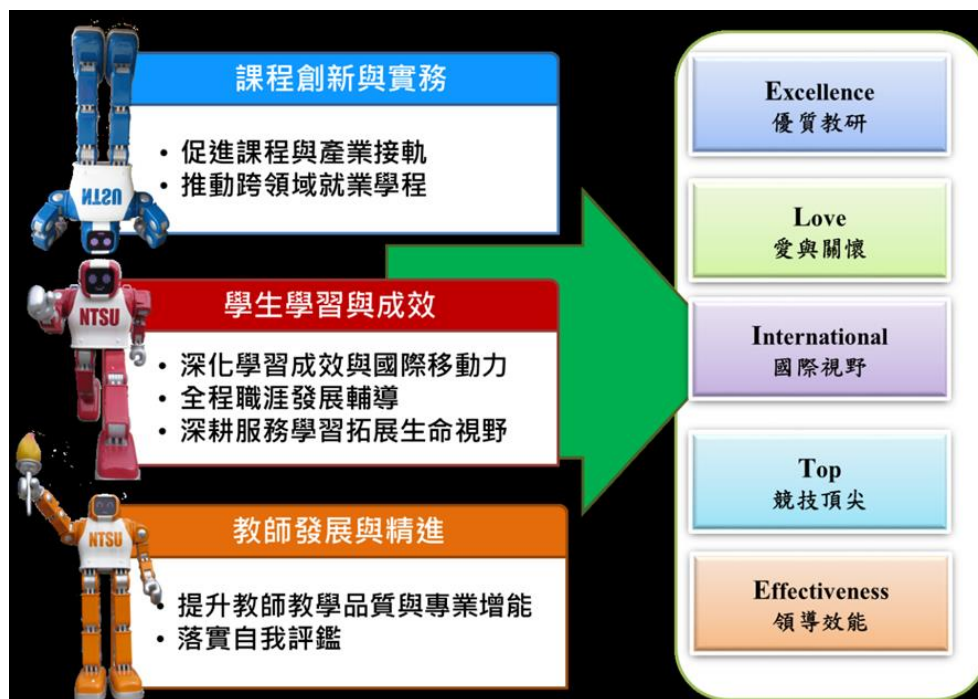 課程創新與實務
• 促進課程與產業接軌
• 推動跨領域就業學程
NTSU
學生學習與成效
• 深化學習成效與國際移動力
• 全程職涯發展輔導
• 深耕服務學習拓展生命視野
NTSU
教師發展與精進
• 提升教師教學品質與專業增能
• 落實自我評鑑
NTSU
Excellence
優質教研
Love
愛與關懷
International
國際視野
Top
競技頂尖
Effectiveness
領導效能